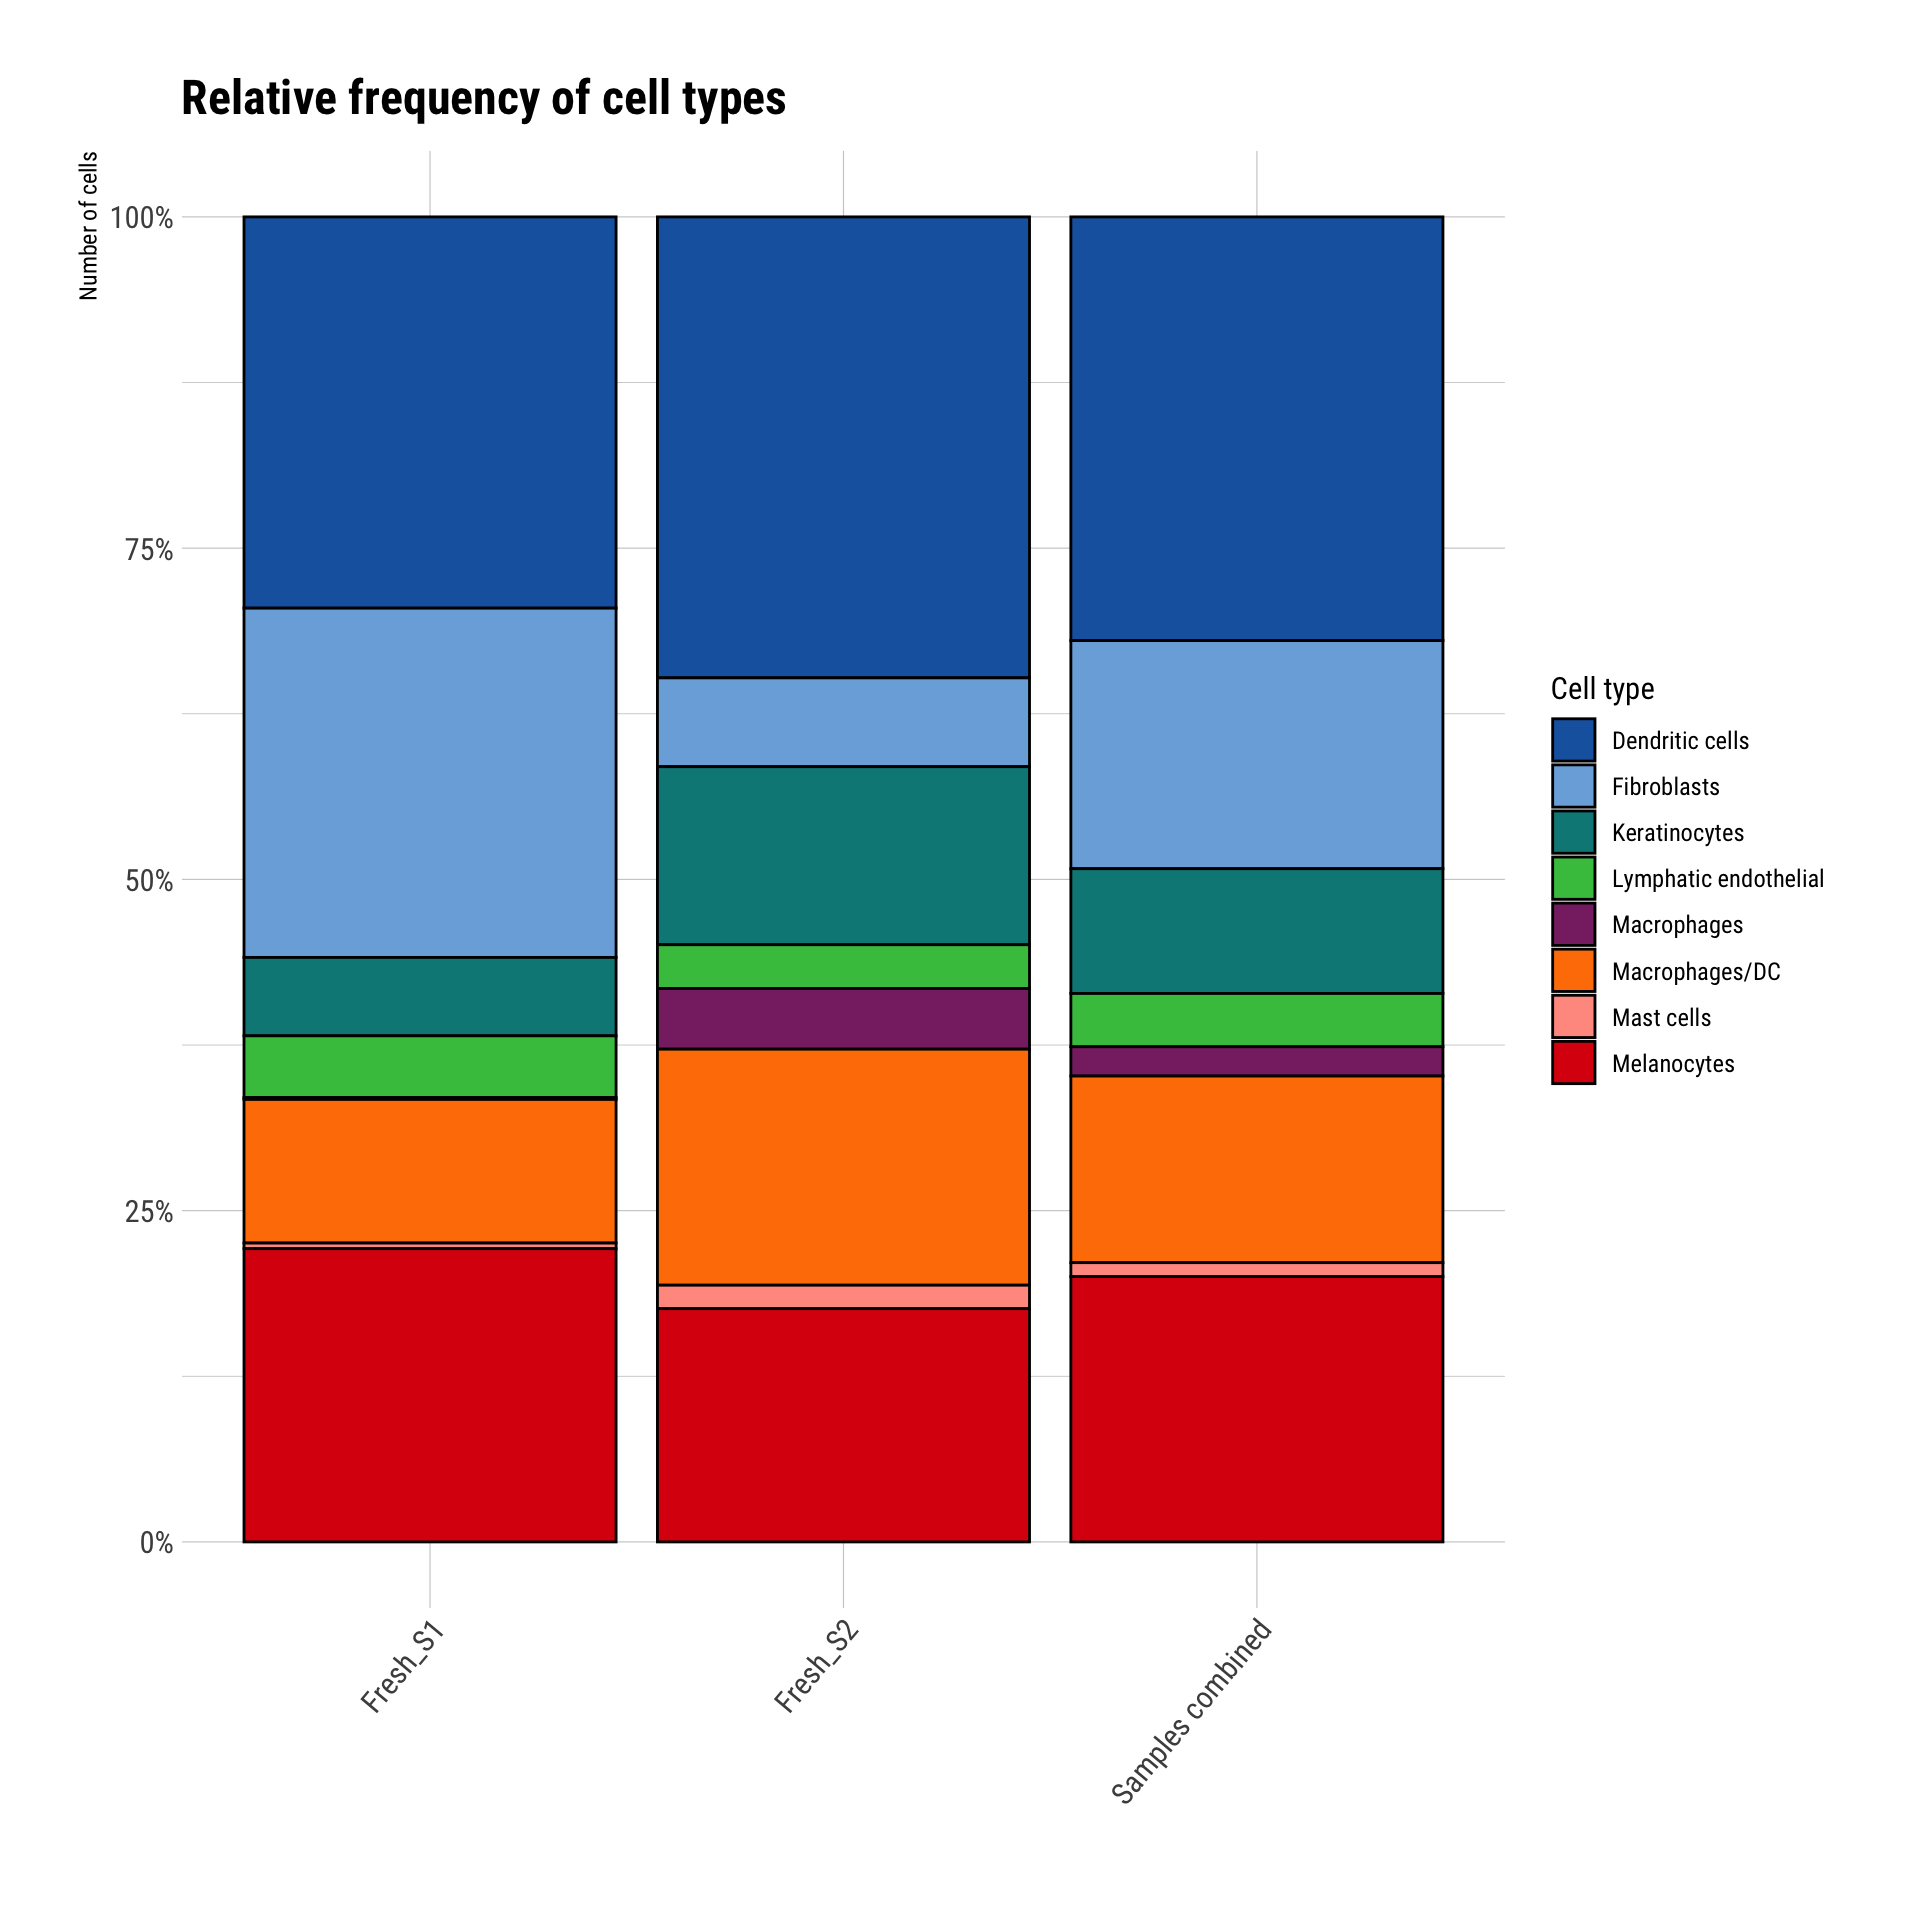 Relative frequency of cell types
Number of cells
100%
75%
50%
25%
0%
Fresh_S1
Fresh_S2
Samples combined
Cell type
Dendritic cells
Fibroblasts
Keratinocytes
Lymphatic endothelial
Macrophages
Macrophages/DC
Mast cells
Melanocytes